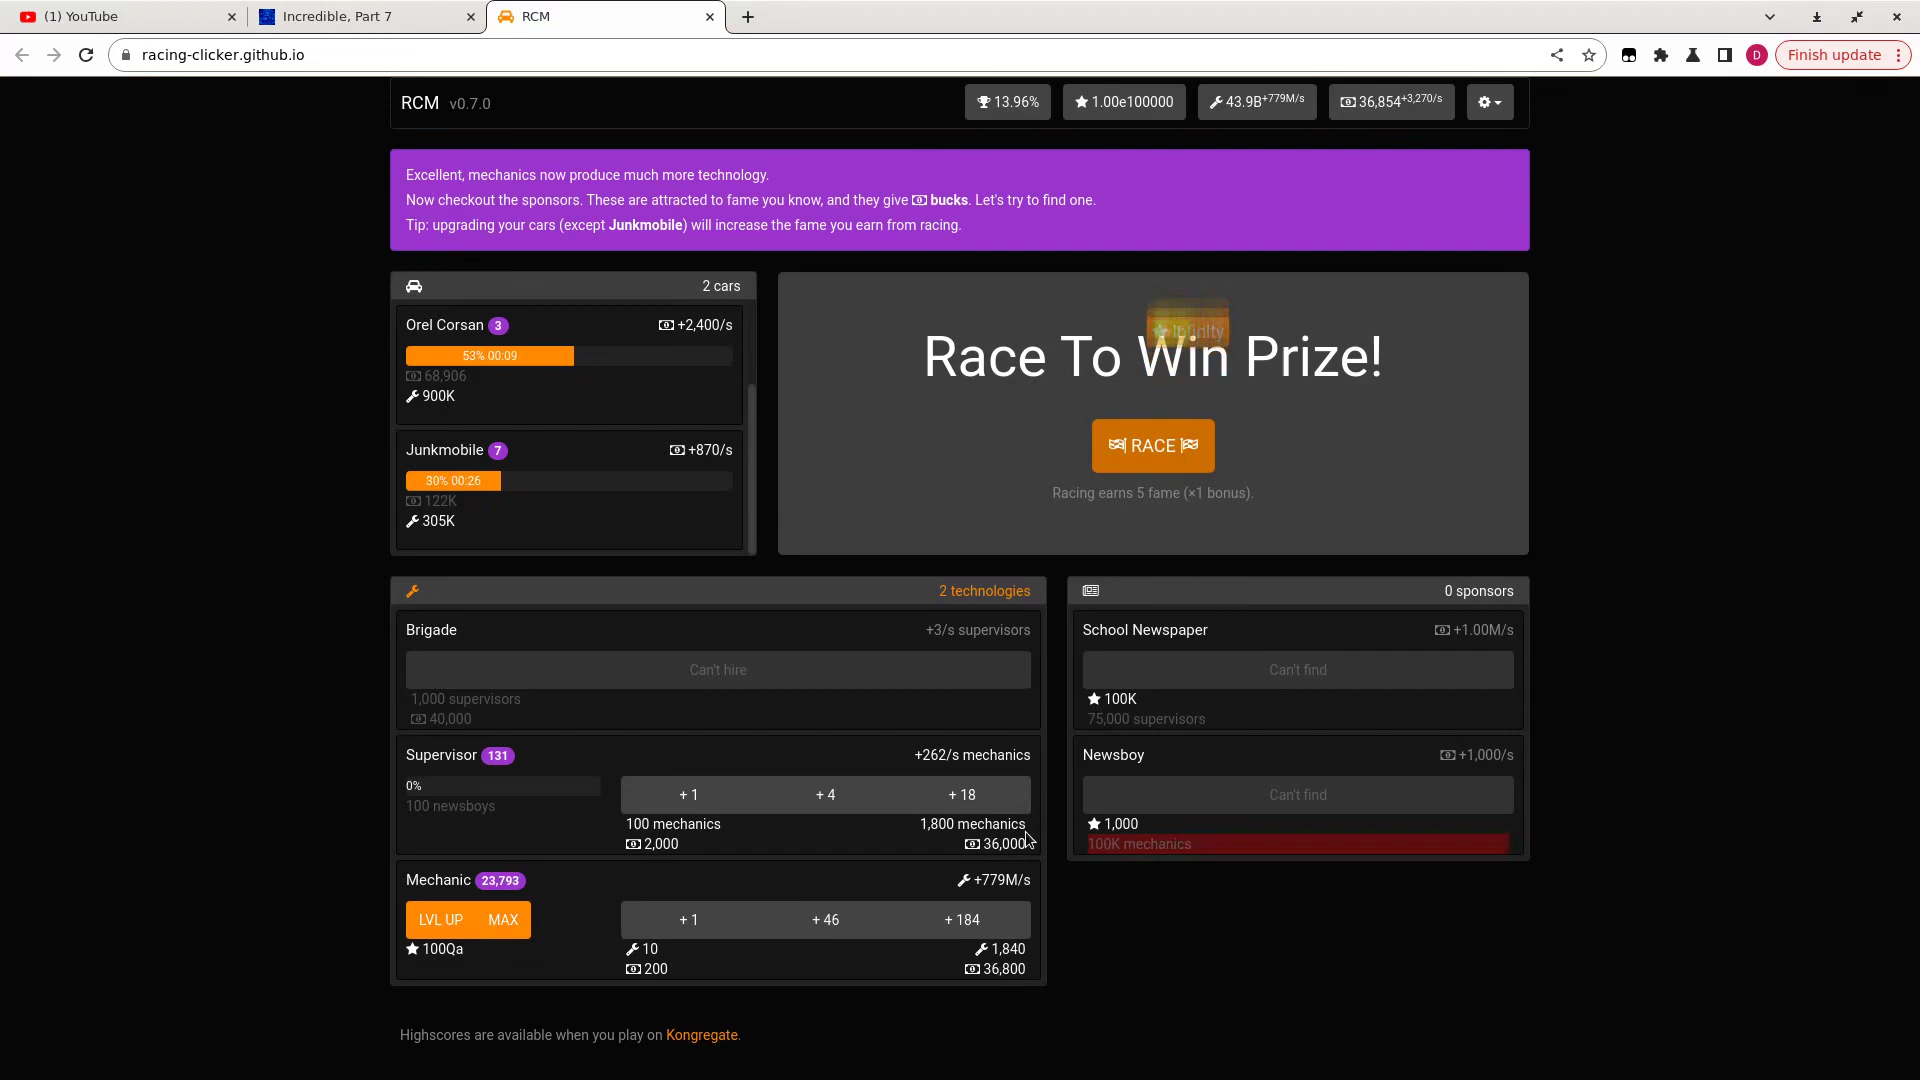 (1) YouTube
Incredible, Part 7
RCM
racing-clicker.github.io
D
Finish update
RCM v0.7.0
13.96%
1.00e100000
43.9B+779M/s
36,854+3,270/s
Excellent, mechanics now produce much more technology.
Now checkout the sponsors. These are attracted to fame you know, and they give bucks. Let's try to find one.
Tip: upgrading your cars (except Junkmobile) will increase the fame you earn from racing.
2 cars
Orel Corsan 3 +2,400/s
53% 00:09
68,906
900K
Junkmobile 7 +870/s
30% 00:26
122K
305K
Infinity
Race To Win Prize!
RACE
Racing earns 5 fame (×1 bonus).
2 technologies
Brigade +3/s supervisors
Can't hire
1,000 supervisors
40,000
Supervisor 131 +262/s mechanics
0%
100 newsboys
+ 1 + 4 + 18
100 mechanics 1,800 mechanics
2,000 36,000
Mechanic 23,793 +779M/s
LVL UP MAX
100Qa
+ 1 + 46 + 184
10 1,840
200 36,800
0 sponsors
School Newspaper +1.00M/s
Can't find
100K
75,000 supervisors
Newsboy +1,000/s
Can't find
1,000
100K mechanics
Highscores are available when you play on Kongregate.